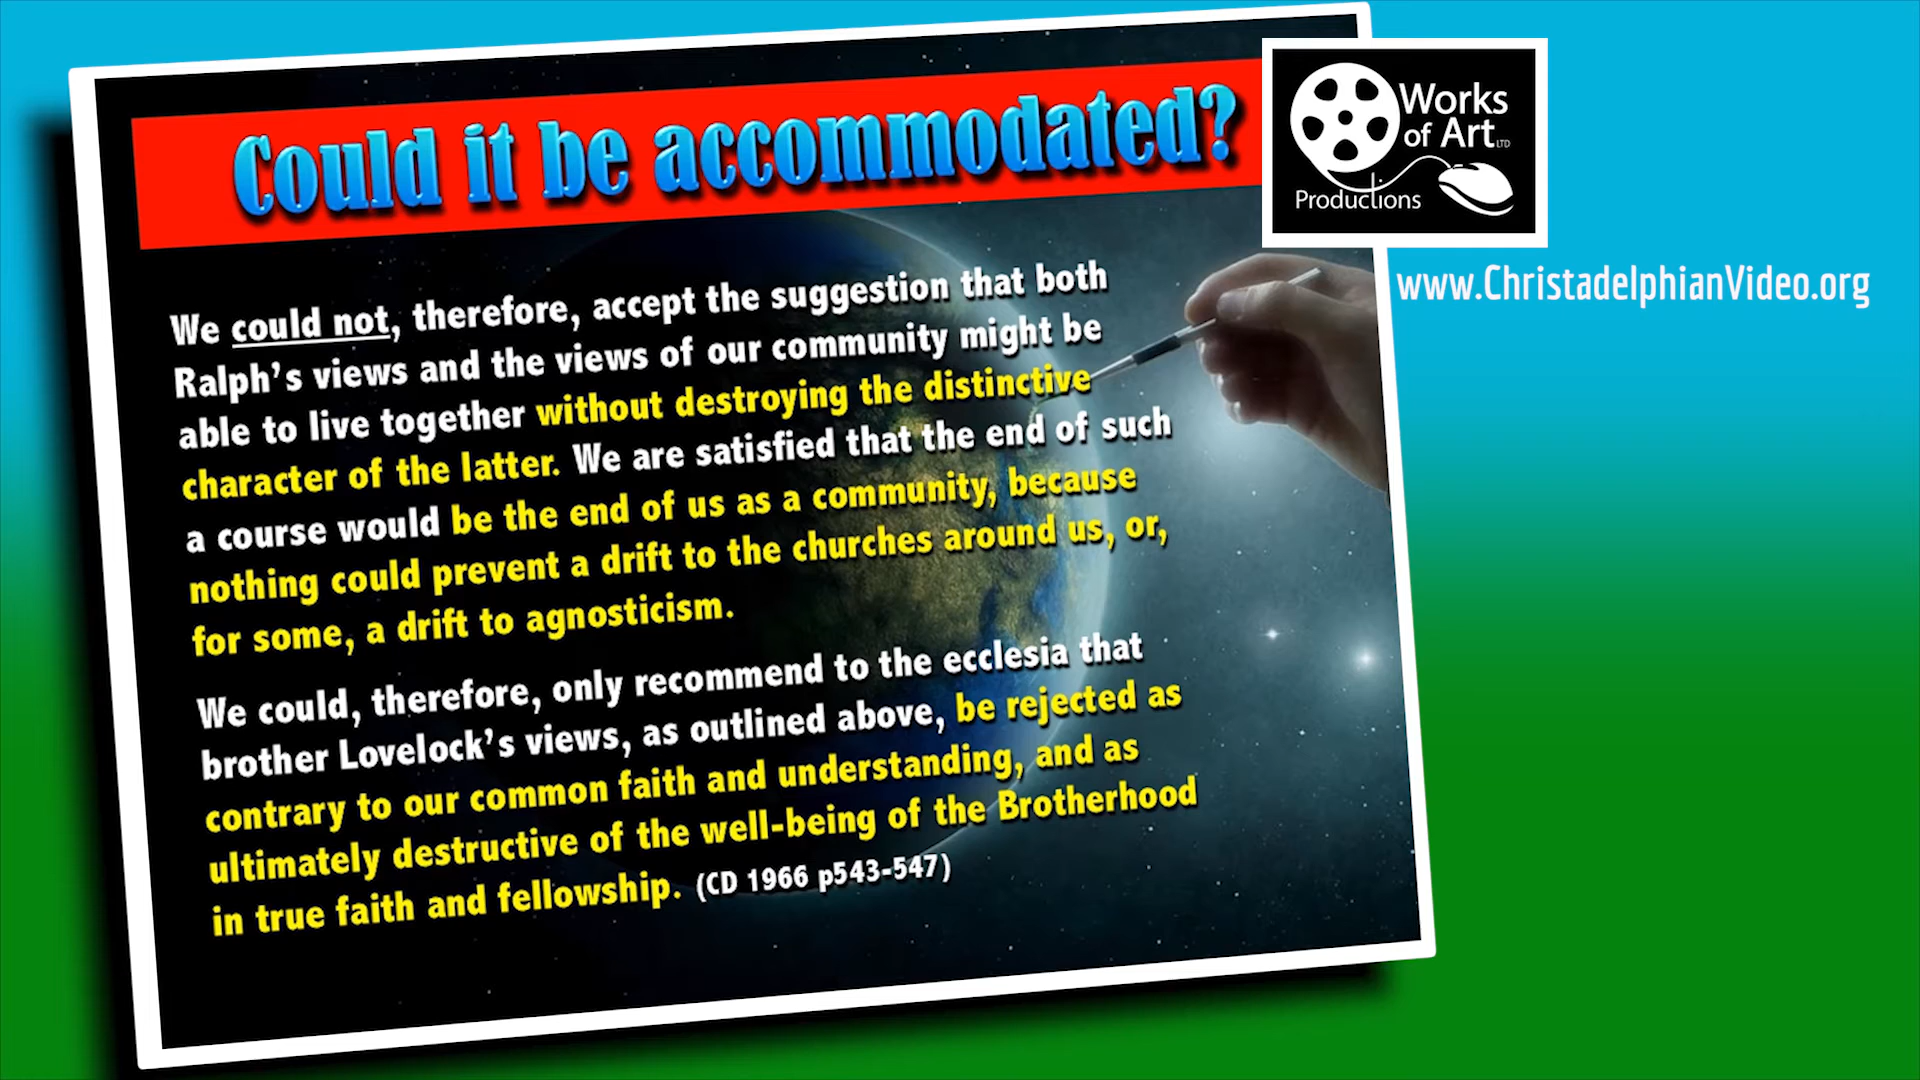 Could it be accommodated?
We could not, therefore, accept the suggestion that both
Ralph's views and the views of our community might be
able to live together without destroying the distinctive
character of the latter. We are satisfied that the end of such
a course would be the end of us as a community, because
nothing could prevent a drift to the churches around us, or,
for some, a drift to agnosticism.
We could, therefore, only recommend to the ecclesia that
brother Lovelock's views, as outlined above, be rejected as
contrary to our common faith and understanding, and as
ultimately destructive of the well-being of the Brotherhood
in true faith and fellowship. (CD 1966 p543-547)
Works
of Art LTD
Productions
www.ChristadelphianVideo.org